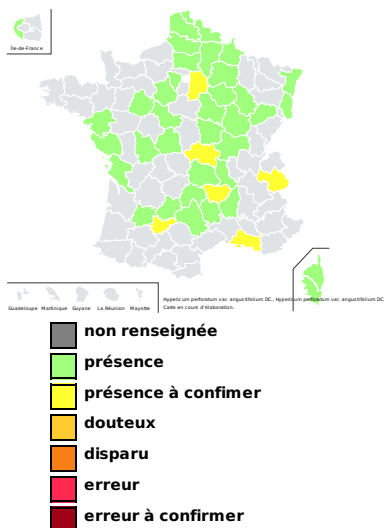 Île-de-France
Guadeloupe Martinique Guyane La Réunion Mayotte
Hypericum perforatum var. angustifolium DC., Hypericum perforatum var. angustifolium DC
Carte en cours d'élaboration.
non renseignée
présence
présence à confimer
douteux
disparu
erreur
erreur à confirmer